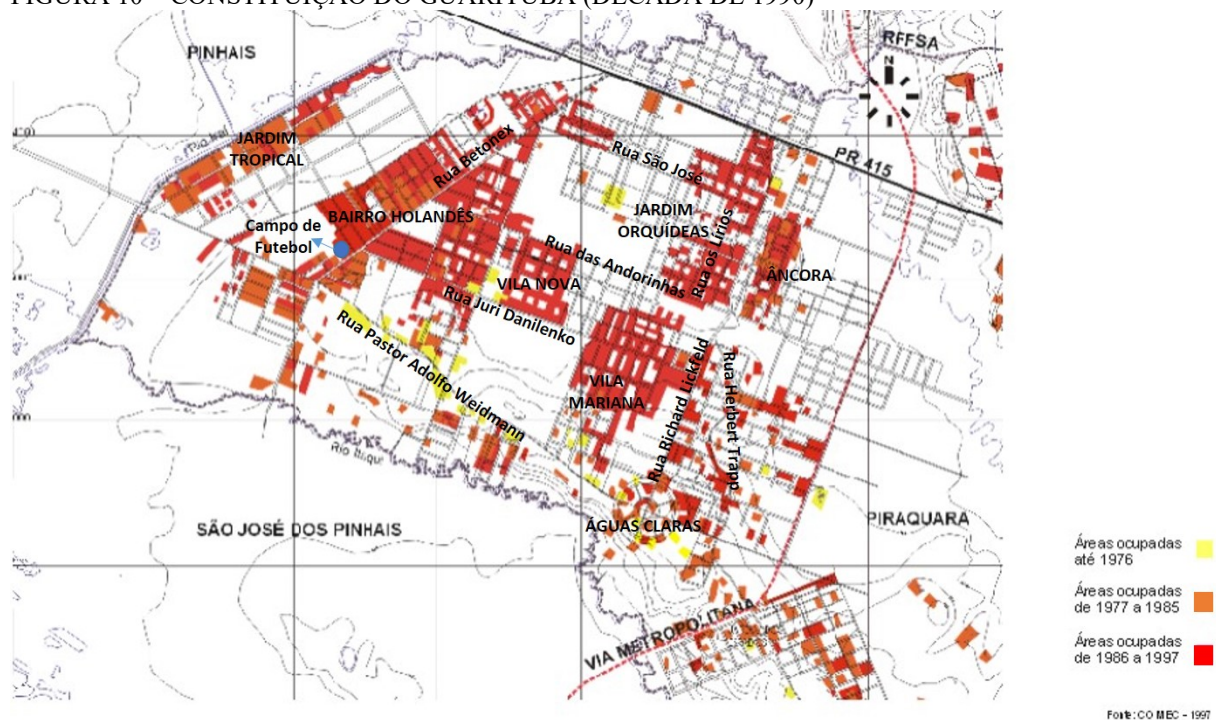 FIGURA 10 – CONSTITUIÇÃO DO GUARITUBA (DÉCADA DE 1990)
PINHAIS
RFFSA
N
PR 415
Rio Iraí
JARDIM
TROPICAL
Rua Betonex
Rua São José
BAIRRO HOLANDÊS
Campo de
Futebol
JARDIM
ORQUÍDEAS
Rua os Lírios
Rua das Andorinhas
ÂNCORA
VILA NOVA
Rua Juri Danilenko
Rua Pastor Adolfo Weidmann
VILA
MARIANA
Rua Richard Lickfeld
Rua Herbert Trapp
Rio Itaqui
SÃO JOSÉ DOS PINHAIS
ÁGUAS CLARAS
PIRAQUARA
VIA METROPOLITANA
Áreas ocupadas
até 1976
Áreas ocupadas
de 1977 a 1985
Áreas ocupadas
de 1986 a 1997
Fonte: COMEC - 1997